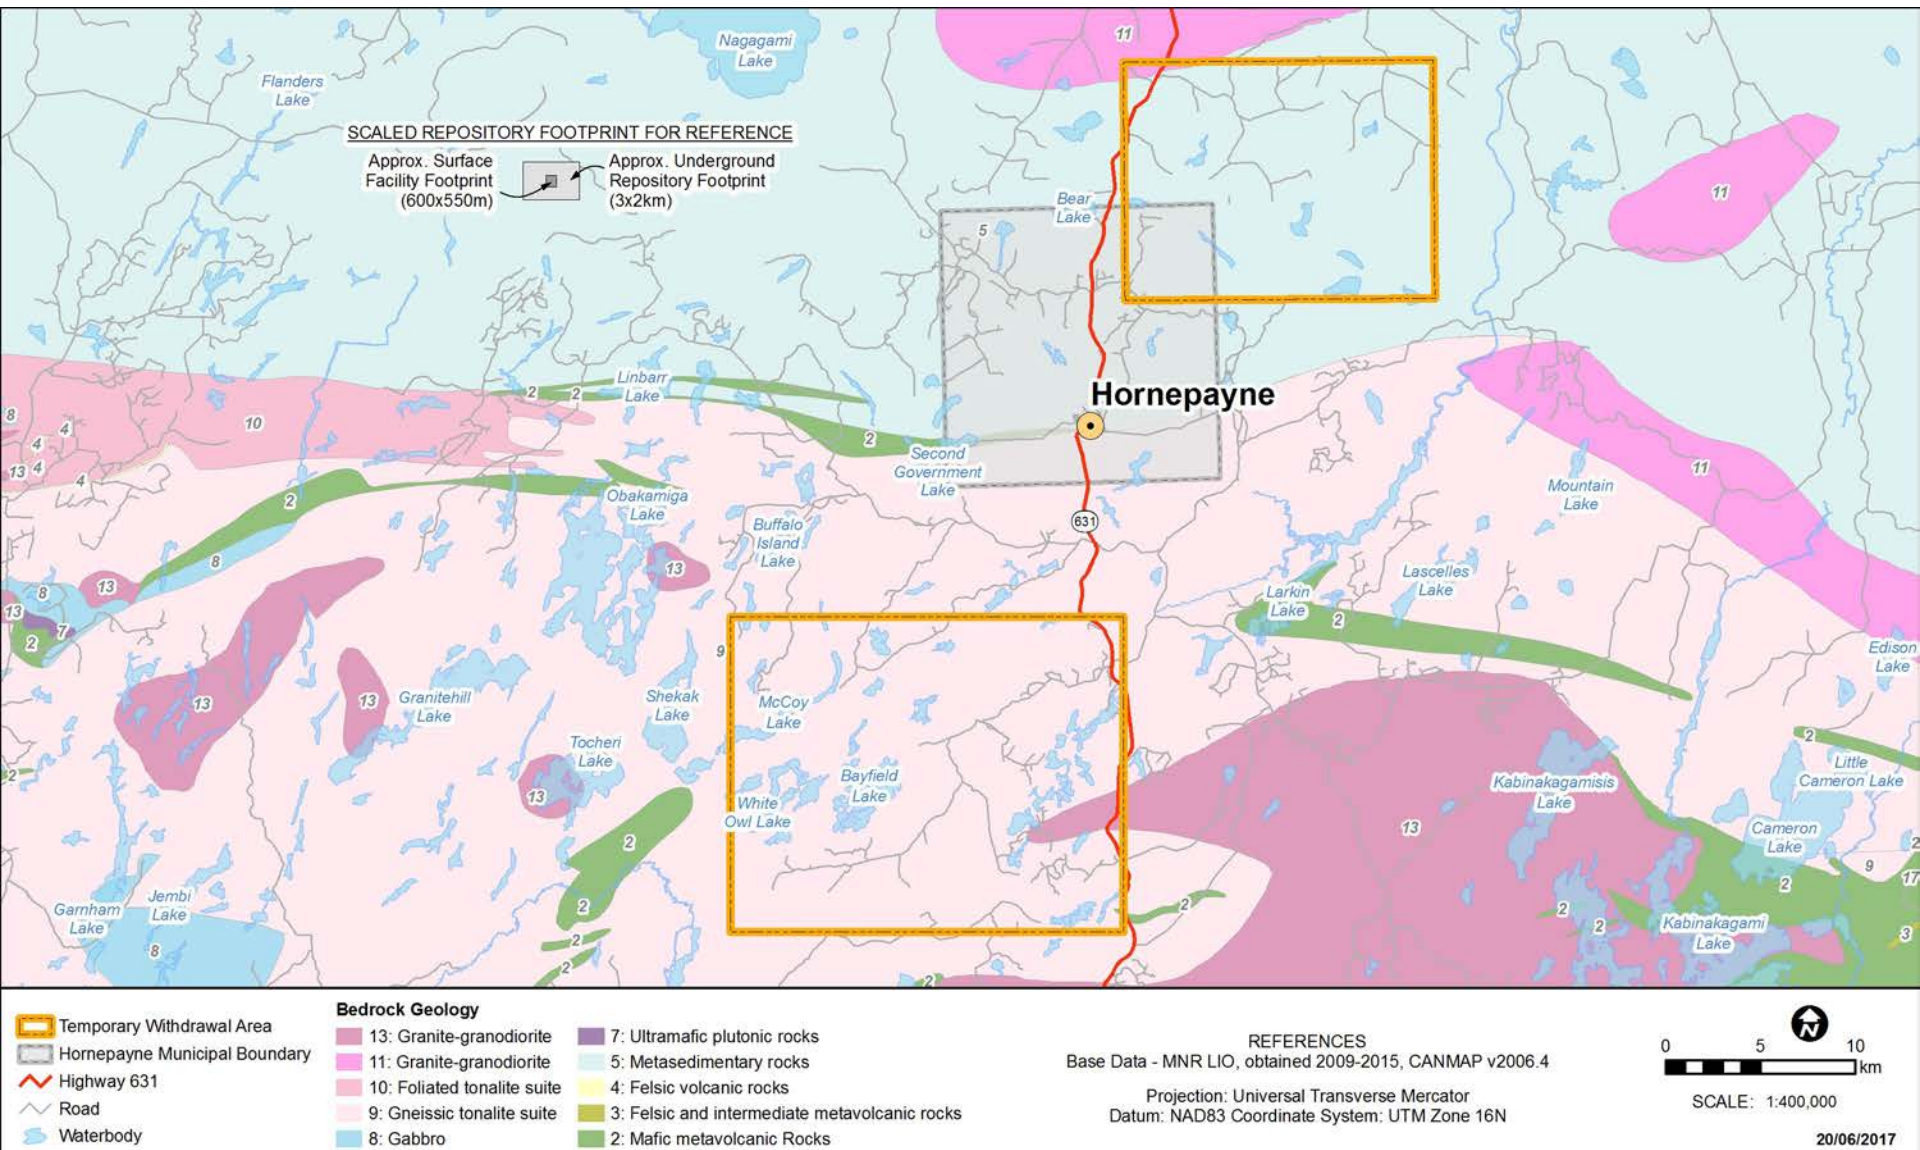 11
Nagagami
Lake
Flanders
Lake
SCALED REPOSITORY FOOTPRINT FOR REFERENCE
Approx. Surface
Facility Footprint
(600x550m)
Approx. Underground
Repository Footprint
(3x2km)
11
Bear
Lake
5
Linbarr
Lake
2
2
Hornepayne
8
4
4
10
2
13
4
4
Second
Government
Lake
11
Mountain
Lake
2
Obakamiga
Lake
Buffalo
Island
Lake
631
8
13
13
8
Larkin
Lake
Lascelles
Lake
13
7
2
2
9
Edison
Lake
13
13
Granitehill
Lake
Shekak
Lake
McCoy
Lake
Tocheri
Lake
2
2
Little
Cameron Lake
Bayfield
Lake
Kabinakagamisis
Lake
13
White
Owl Lake
13
Cameron
Lake
2
2
9
17
2
Garnham
Lake
Jembi
Lake
2
2
2
2
Kabinakagami
Lake
3
8
2
2
2
Temporary Withdrawal Area
Hornepayne Municipal Boundary
Highway 631
Road
Waterbody
Bedrock Geology
13: Granite-granodiorite
11: Granite-granodiorite
10: Foliated tonalite suite
9: Gneissic tonalite suite
8: Gabbro
7: Ultramafic plutonic rocks
5: Metasedimentary rocks
4: Felsic volcanic rocks
3: Felsic and intermediate metavolcanic rocks
2: Mafic metavolcanic Rocks
REFERENCES
Base Data - MNR LIO, obtained 2009-2015, CANMAP v2006.4
Projection: Universal Transverse Mercator
Datum: NAD83 Coordinate System: UTM Zone 16N
N
0 5 10
km
SCALE: 1:400,000
20/06/2017